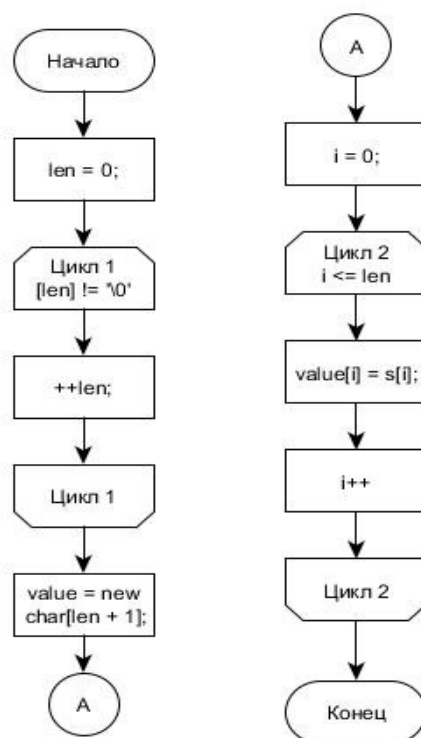 Начало
len = 0;
Цикл 1
[len] != '\0'
++len;
Цикл 1
value = new
char[len + 1];
A
A
i = 0;
Цикл 2
i <= len
value[i] = s[i];
i++
Цикл 2
Конец